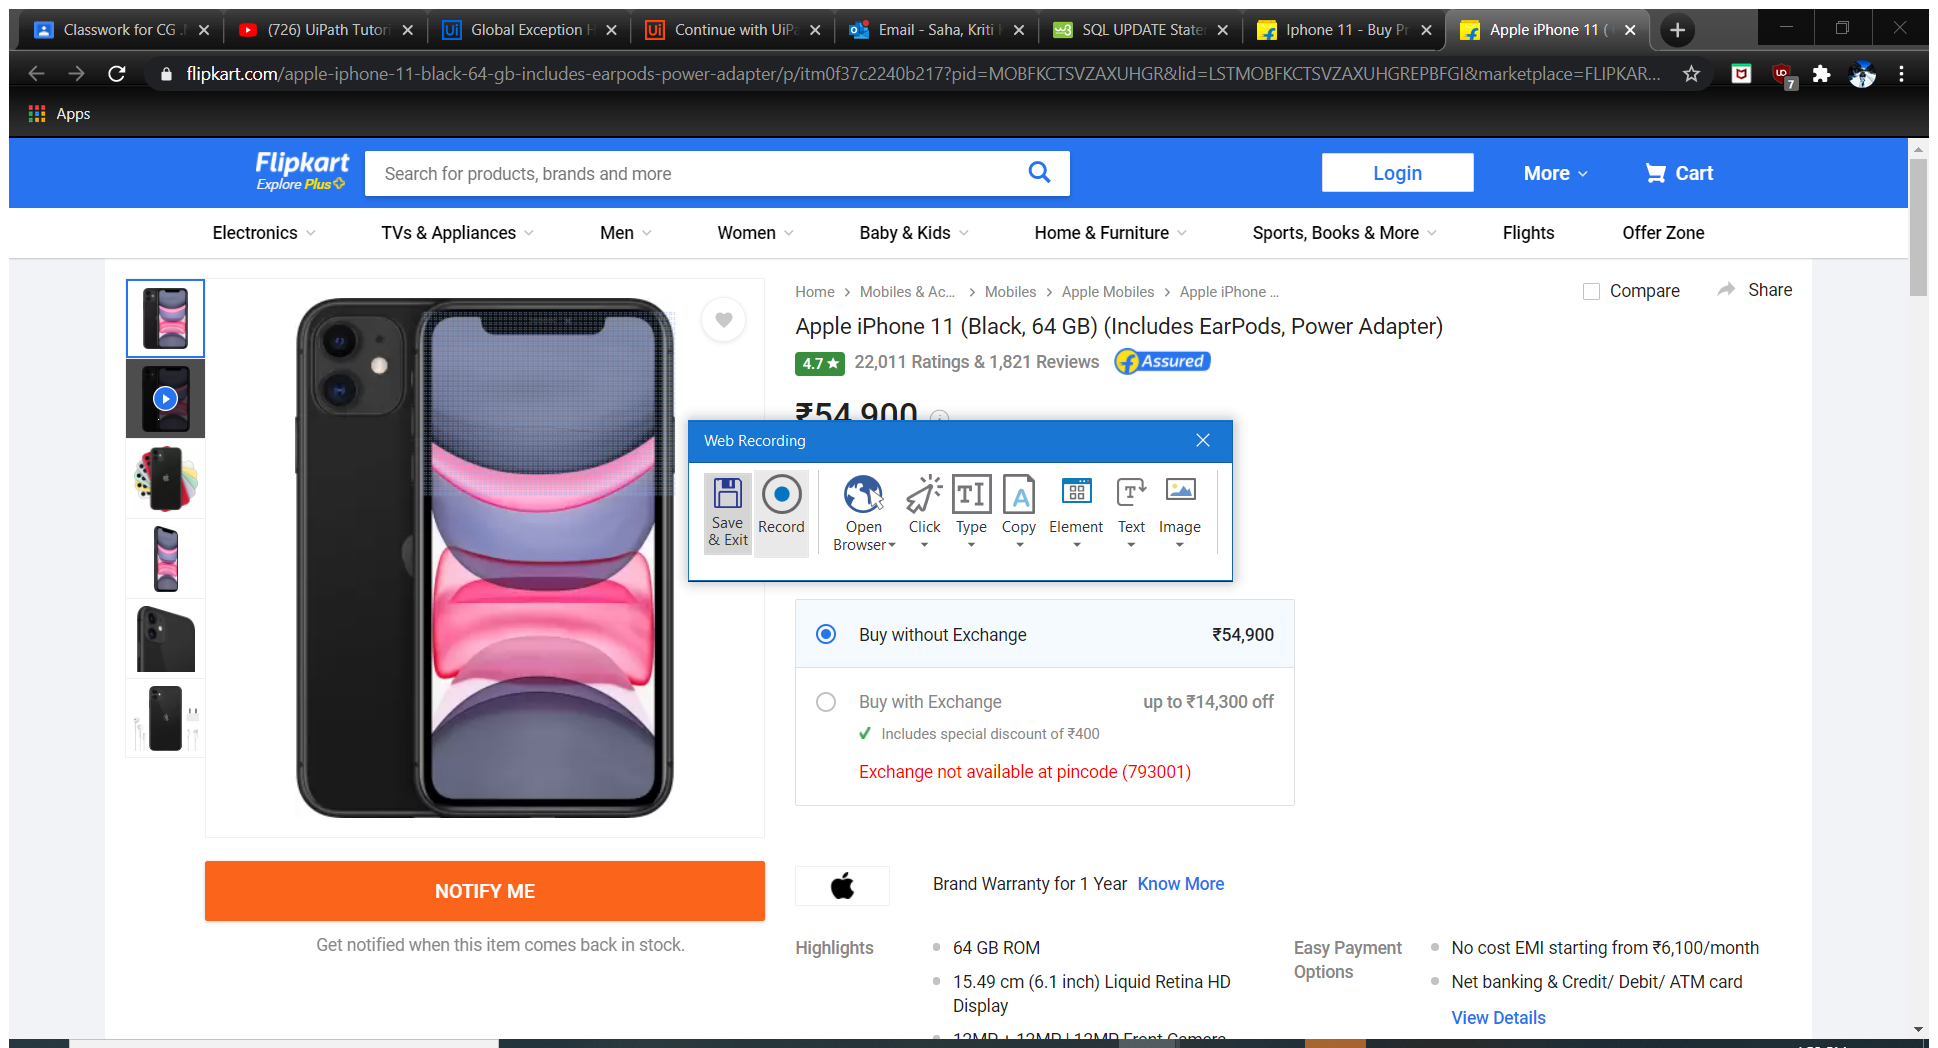 Classwork for CG .N
(726) UiPath Tutori
Global Exception H
Continue with UiPa
Email - Saha, Kriti K
SQL UPDATE Stater
Iphone 11 - Buy Pr
Apple iPhone 11 (
flipkart.com/apple-iphone-11-black-64-gb-includes-earpods-power-adapter/p/itm0f37c2240b217?pid=MOBFKCTSVZAXUHGR&lid=LSTMOBFKCTSVZAXUHGREPBFGI&marketplace=FLIPKAR...
7
Apps
Flipkart
Explore Plus
Search for products, brands and more
Login
More
Cart
Electronics
TVs & Appliances
Men
Women
Baby & Kids
Home & Furniture
Sports, Books & More
Flights
Offer Zone
Home > Mobiles & Ac... > Mobiles > Apple Mobiles > Apple iPhone ...
Compare
Share
Apple iPhone 11 (Black, 64 GB) (Includes EarPods, Power Adapter)
4.7 ★ 22,011 Ratings & 1,821 Reviews
Assured
₹54,900
Web Recording
Save & Exit
Record
Open Browser
Click
Type
Copy
Element
Text
Image
Buy without Exchange ₹54,900
Buy with Exchange up to ₹14,300 off
Includes special discount of ₹400
Exchange not available at pincode (793001)
NOTIFY ME
Get notified when this item comes back in stock.
Brand Warranty for 1 Year Know More
Highlights
64 GB ROM
15.49 cm (6.1 inch) Liquid Retina HD
Display
12MP + 12MP | 12MP Front Camera
Easy Payment
Options
No cost EMI starting from ₹6,100/month
Net banking & Credit/ Debit/ ATM card
View Details